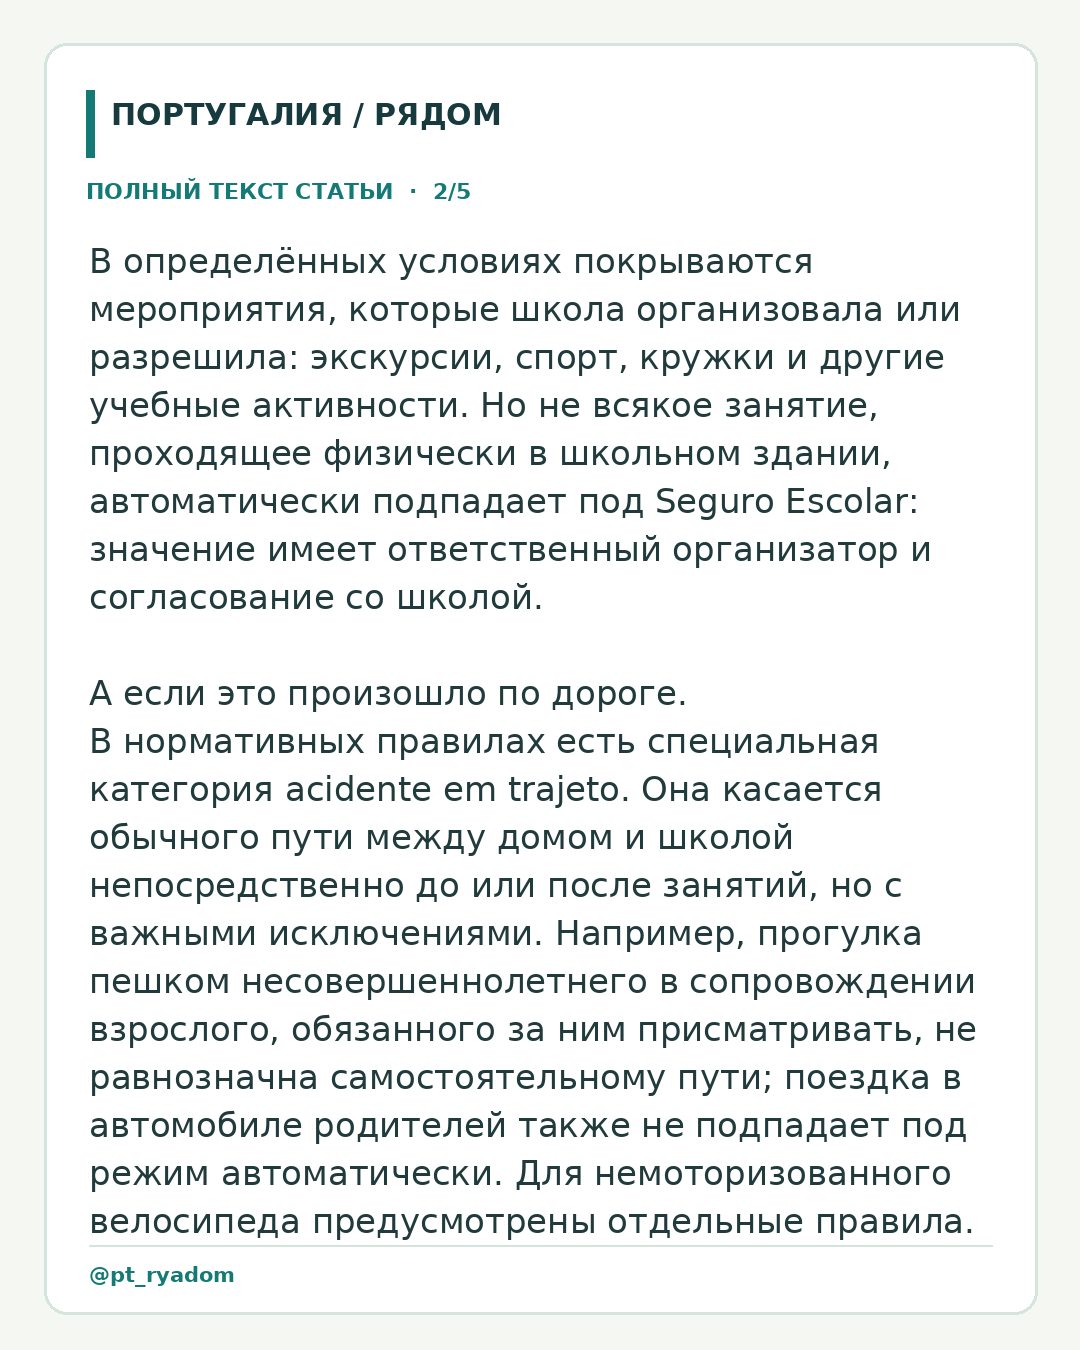 ПОРТУГАЛИЯ / РЯДОМ
ПОЛНЫЙ ТЕКСТ СТАТЬИ · 2/5
В определённых условиях покрываются
мероприятия, которые школа организовала или
разрешила: экскурсии, спорт, кружки и другие
учебные активности. Но не всякое занятие,
проходящее физически в школьном здании,
автоматически подпадает под Seguro Escolar:
значение имеет ответственный организатор и
согласование со школой.
А если это произошло по дороге.
В нормативных правилах есть специальная
категория acidente em trajeto. Она касается
обычного пути между домом и школой
непосредственно до или после занятий, но с
важными исключениями. Например, прогулка
пешком несовершеннолетнего в сопровождении
взрослого, обязанного за ним присматривать, не
равнозначна самостоятельному пути; поездка в
автомобиле родителей также не подпадает под
режим автоматически. Для немоторизованного
велосипеда предусмотрены отдельные правила.
@pt_ryadom